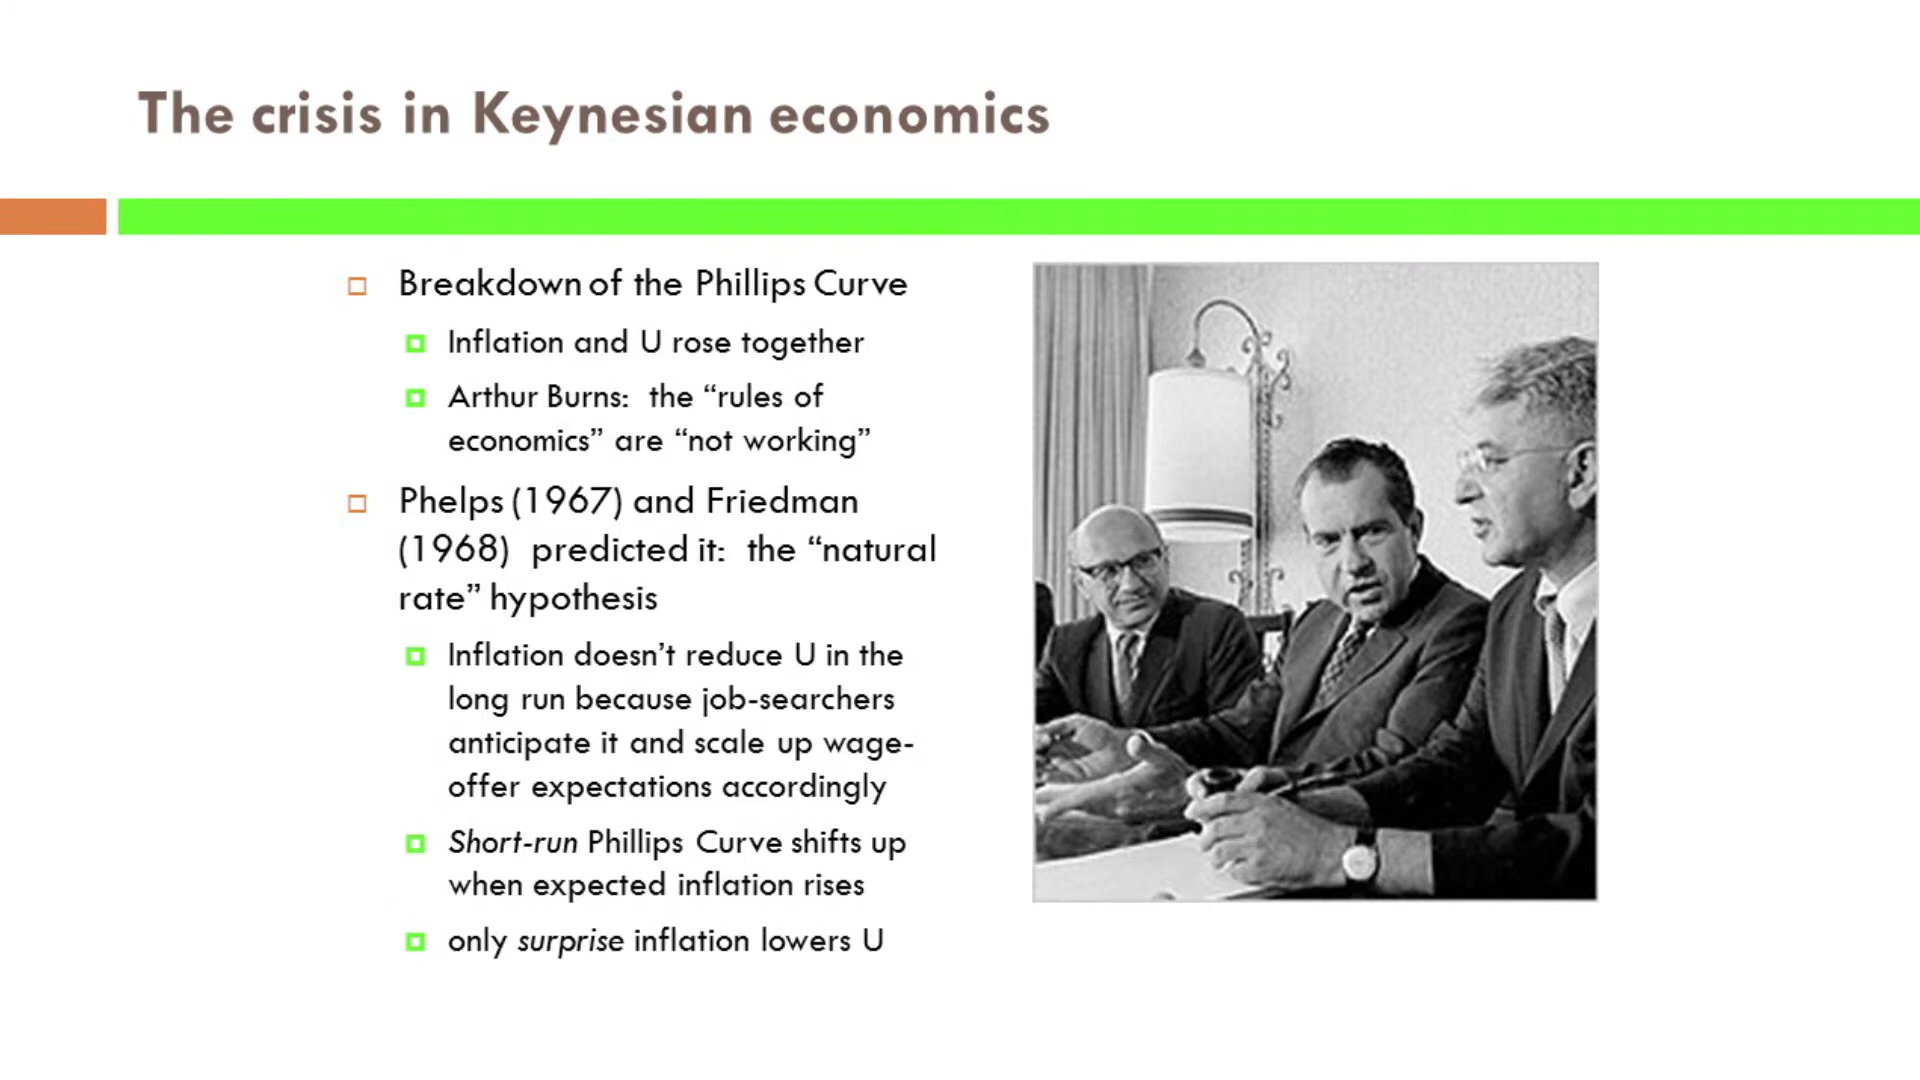 The crisis in Keynesian economics
Breakdown of the Phillips Curve
Inflation and U rose together
Arthur Burns:  the “rules of
economics” are “not working”
Phelps (1967) and Friedman
(1968)  predicted it:  the “natural
rate” hypothesis
Inflation doesn’t reduce U in the
long run because job-searchers
anticipate it and scale up wage-
offer expectations accordingly
Short-run Phillips Curve shifts up
when expected inflation rises
only surprise inflation lowers U